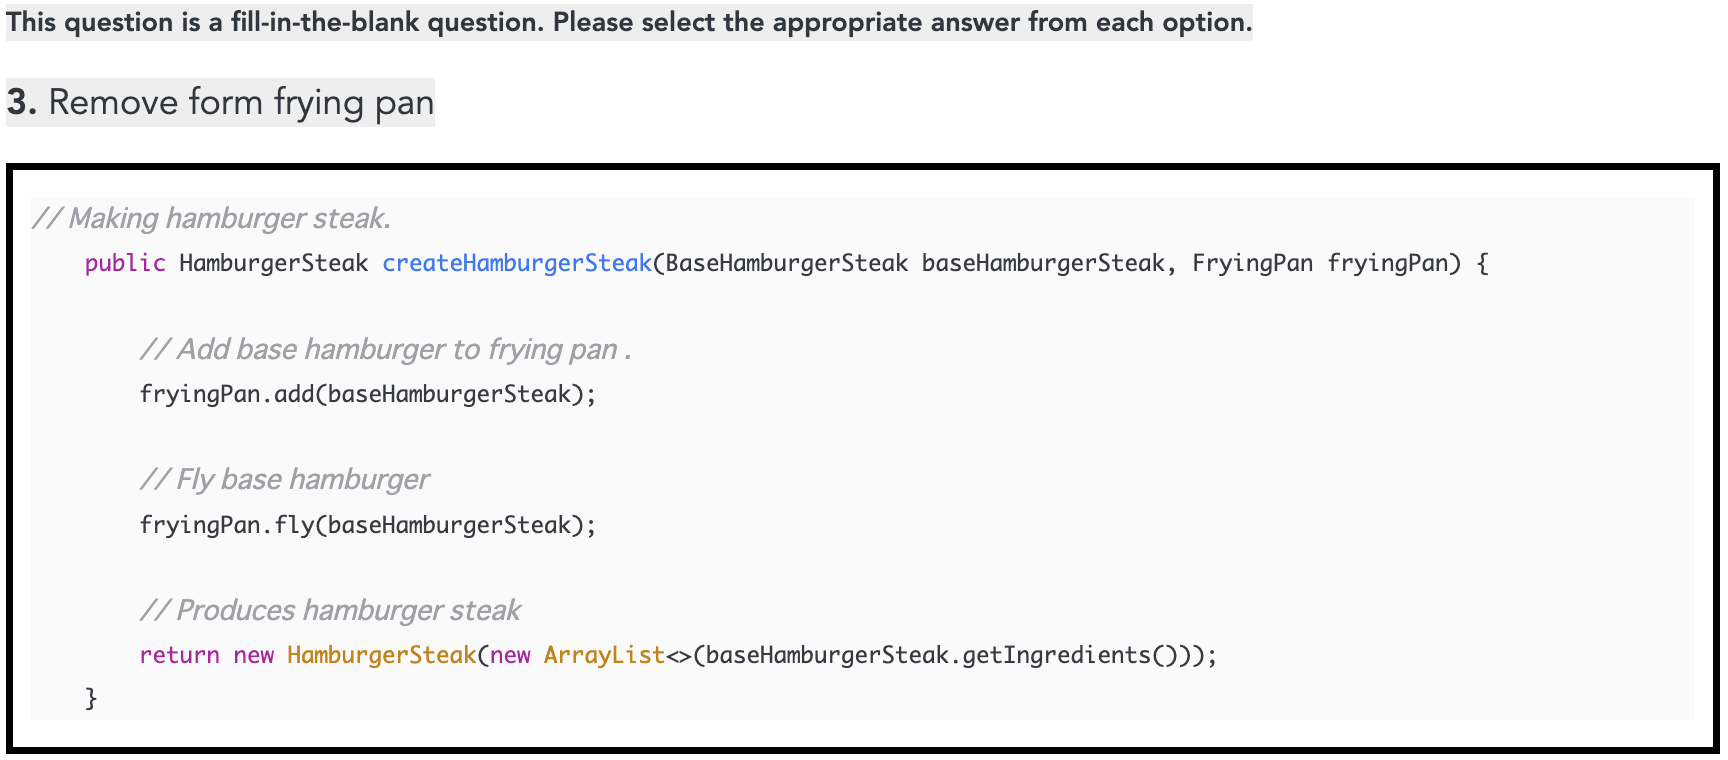 This question is a fill-in-the-blank question. Please select the appropriate answer from each option.
3. Remove form frying pan
// Making hamburger steak.
public HamburgerSteak createHamburgerSteak(BaseHamburgerSteak baseHamburgerSteak, FryingPan fryingPan) {
// Add base hamburger to frying pan .
fryingPan.add(baseHamburgerSteak);
// Fly base hamburger
fryingPan.fly(baseHamburgerSteak);
// Produces hamburger steak
return new HamburgerSteak(new ArrayList<>(baseHamburgerSteak.getIngredients()));
}